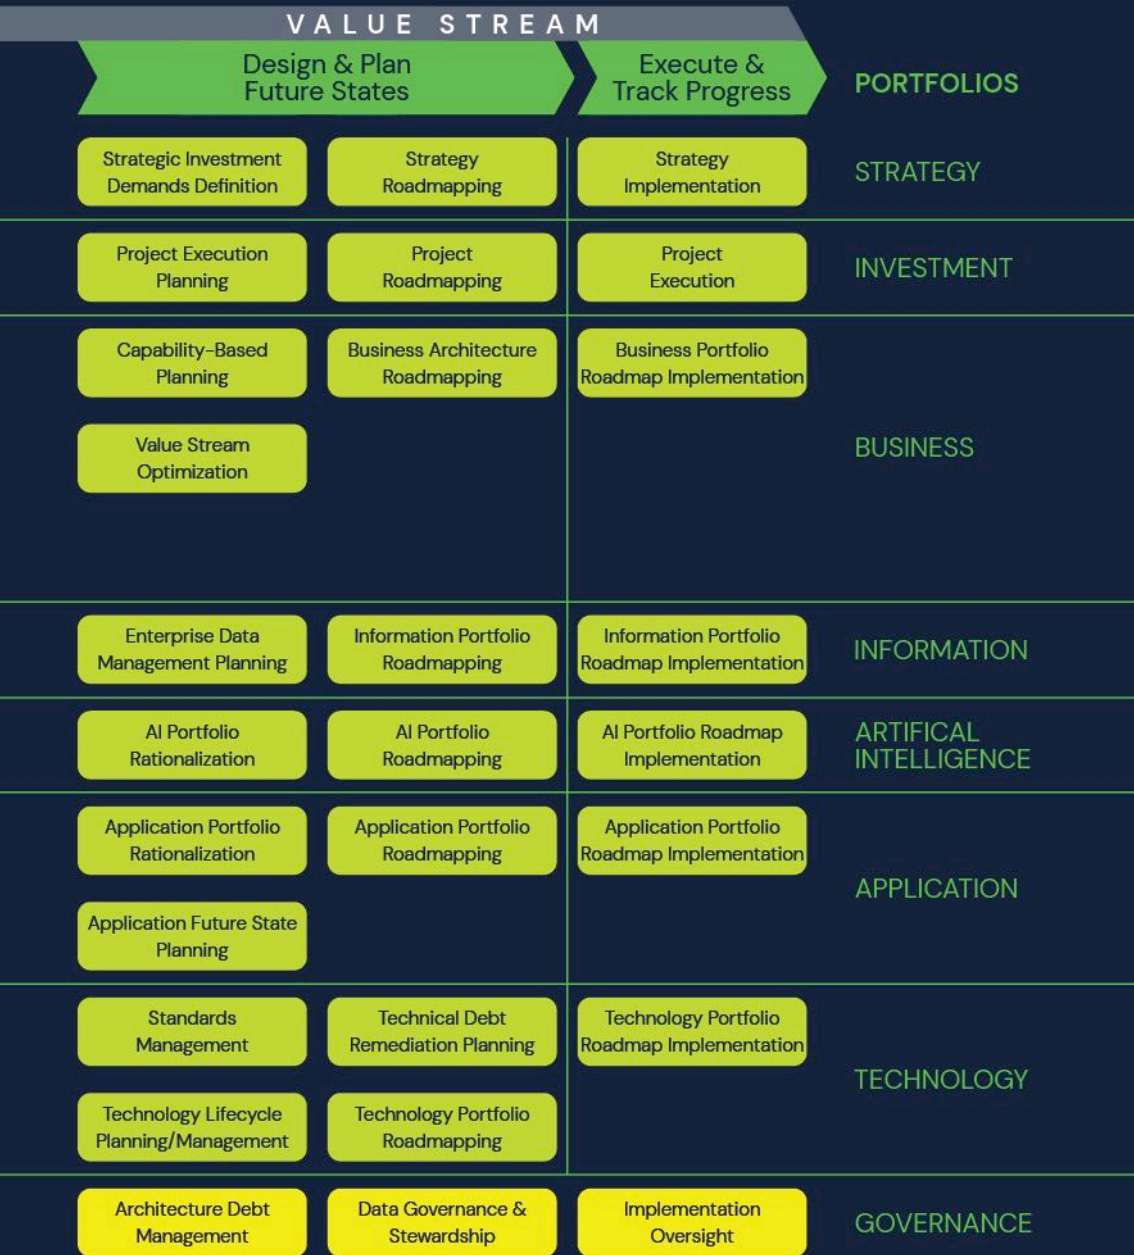 VALUE STREAM
Design & Plan
Future States
Execute &
Track Progress
PORTFOLIOS
Strategic Investment
Demands Definition
Strategy
Roadmapping
Strategy
Implementation
STRATEGY
Project Execution
Planning
Project
Roadmapping
Project
Execution
INVESTMENT
Capability-Based
Planning
Business Architecture
Roadmapping
Business Portfolio
Roadmap Implementation
Value Stream
Optimization
BUSINESS
Enterprise Data
Management Planning
Information Portfolio
Roadmapping
Information Portfolio
Roadmap Implementation
INFORMATION
AI Portfolio
Rationalization
AI Portfolio
Roadmapping
AI Portfolio Roadmap
Implementation
ARTIFICAL
INTELLIGENCE
Application Portfolio
Rationalization
Application Portfolio
Roadmapping
Application Portfolio
Roadmap Implementation
Application Future State
Planning
APPLICATION
Standards
Management
Technical Debt
Remediation Planning
Technology Portfolio
Roadmap Implementation
Technology Lifecycle
Planning/Management
Technology Portfolio
Roadmapping
TECHNOLOGY
Architecture Debt
Management
Data Governance &
Stewardship
Implementation
Oversight
GOVERNANCE